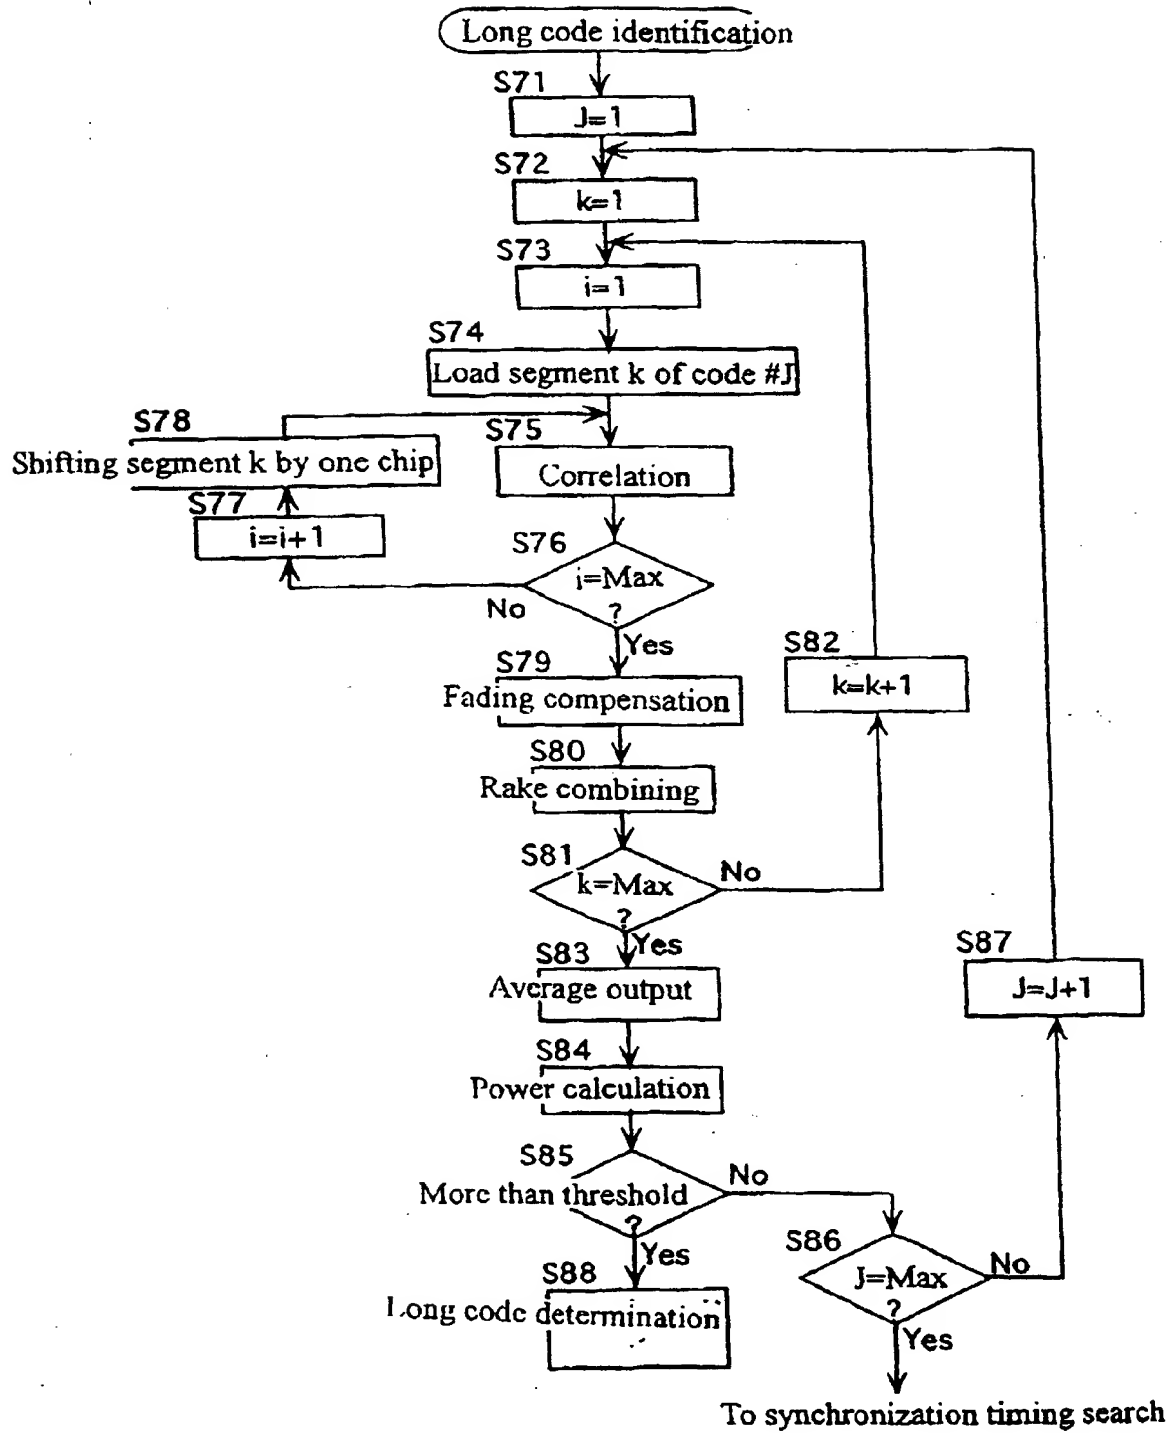 Long code identification
S71
J=1
S72
k=1
S73
i=1
S74
Load segment k of code #J
S78
Shifting segment k by one chip
S75
Correlation
S77
i=i+1
S76
i=Max
?
No
Yes
S79
Fading compensation
S82
k=k+1
S80
Rake combining
S81
k=Max
?
No
Yes
S83
Average output
S87
J=J+1
S84
Power calculation
S85
More than threshold
?
No
Yes
S86
J=Max
?
No
Yes
S88
Long code determination
To synchronization timing search